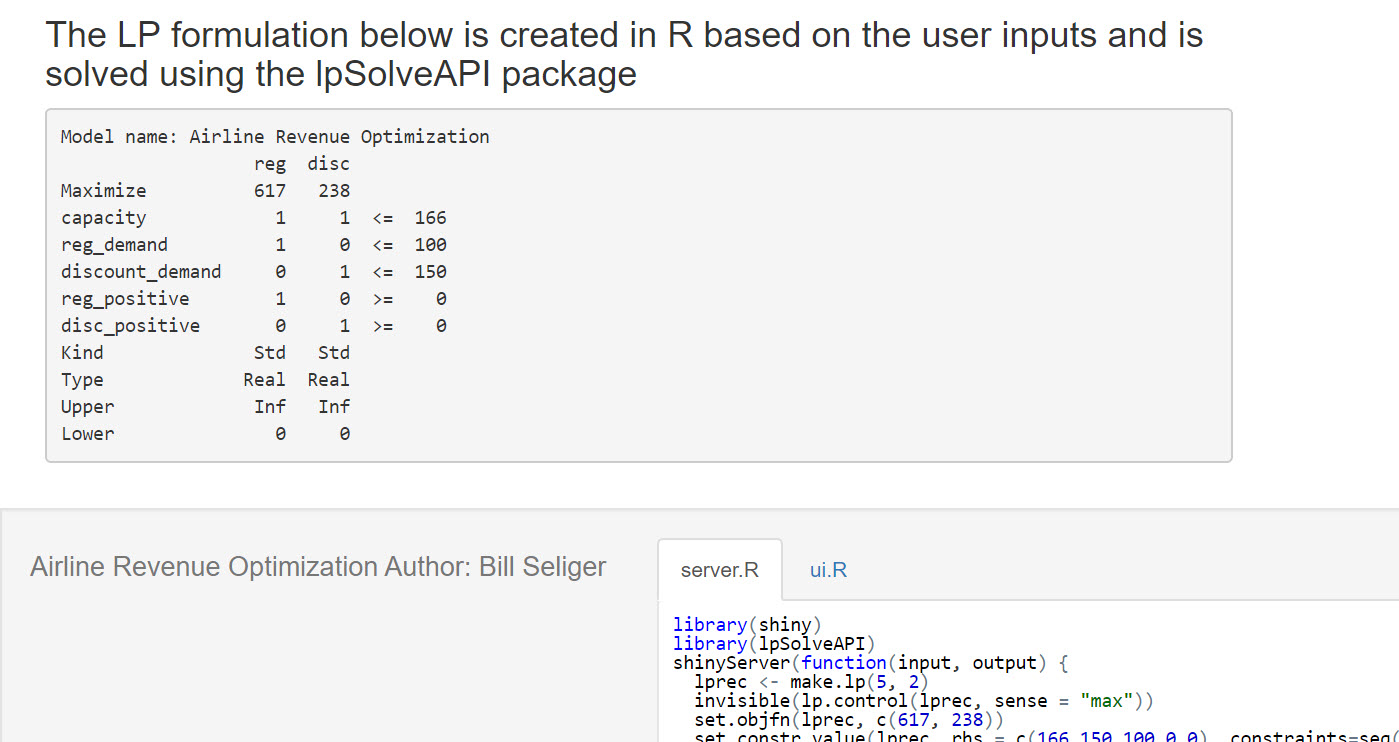 The LP formulation below is created in R based on the user inputs and is
solved using the lpSolveAPI package
Model name: Airline Revenue Optimization
reg disc
Maximize 617 238
capacity 1 1 <= 166
reg_demand 1 0 <= 100
discount_demand 0 1 <= 150
reg_positive 1 0 >= 0
disc_positive 0 1 >= 0
Kind Std Std
Type Real Real
Upper Inf Inf
Lower 0 0
Airline Revenue Optimization Author: Bill Seliger
server.R
ui.R
library(shiny)
library(lpSolveAPI)
shinyServer(function(input, output) {
lprec <- make.lp(5, 2)
invisible(lp.control(lprec, sense = "max"))
set.objfn(lprec, c(617, 238))
set.constr.value(lprec, rhs = c(166,150,100,0,0), constraints=seq(